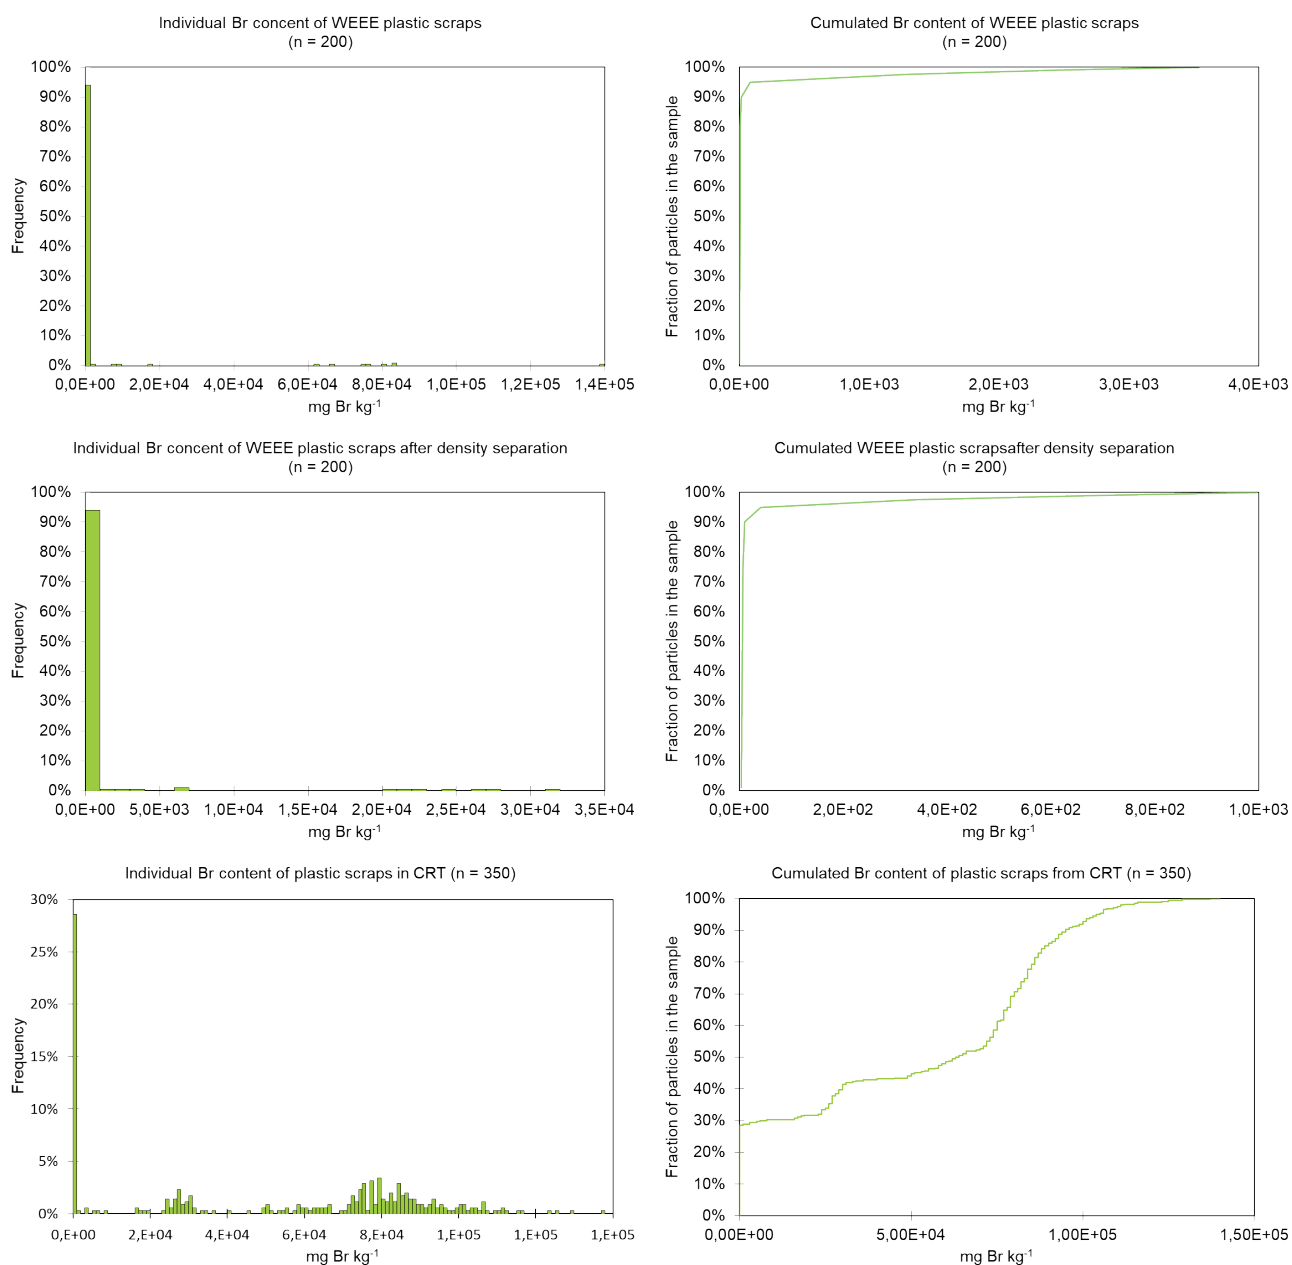 Individual Br concent of WEEE plastic scraps
(n = 200)
100%
90%
80%
70%
60%
50%
40%
30%
20%
10%
0%
Frequency
0,0E+00 2,0E+04 4,0E+04 6,0E+04 8,0E+04 1,0E+05 1,2E+05 1,4E+05
mg Br kg-1
Cumulated Br content of WEEE plastic scraps
(n = 200)
100%
90%
80%
70%
60%
50%
40%
30%
20%
10%
0%
Fraction of particles in the sample
0,0E+00 1,0E+03 2,0E+03 3,0E+03 4,0E+03
mg Br kg-1
Individual Br concent of WEEE plastic scraps after density separation
(n = 200)
100%
90%
80%
70%
60%
50%
40%
30%
20%
10%
0%
Frequency
0,0E+00 5,0E+03 1,0E+04 1,5E+04 2,0E+04 2,5E+04 3,0E+04 3,5E+04
mg Br kg-1
Cumulated WEEE plastic scrapsafter density separation
(n = 200)
100%
90%
80%
70%
60%
50%
40%
30%
20%
10%
0%
Fraction of particles in the sample
0,0E+00 2,0E+02 4,0E+02 6,0E+02 8,0E+02 1,0E+03
mg Br kg-1
Individual Br content of plastic scraps in CRT (n = 350)
30%
25%
20%
15%
10%
5%
0%
Frequency
0,E+00 2,E+04 4,E+04 6,E+04 8,E+04 1,E+05 1,E+05 1,E+05
mg Br kg-1
Cumulated Br content of plastic scraps from CRT (n = 350)
100%
90%
80%
70%
60%
50%
40%
30%
20%
10%
0%
Fraction of particles in the sample
0,00E+00 5,00E+04 1,00E+05 1,50E+05
mg Br kg-1